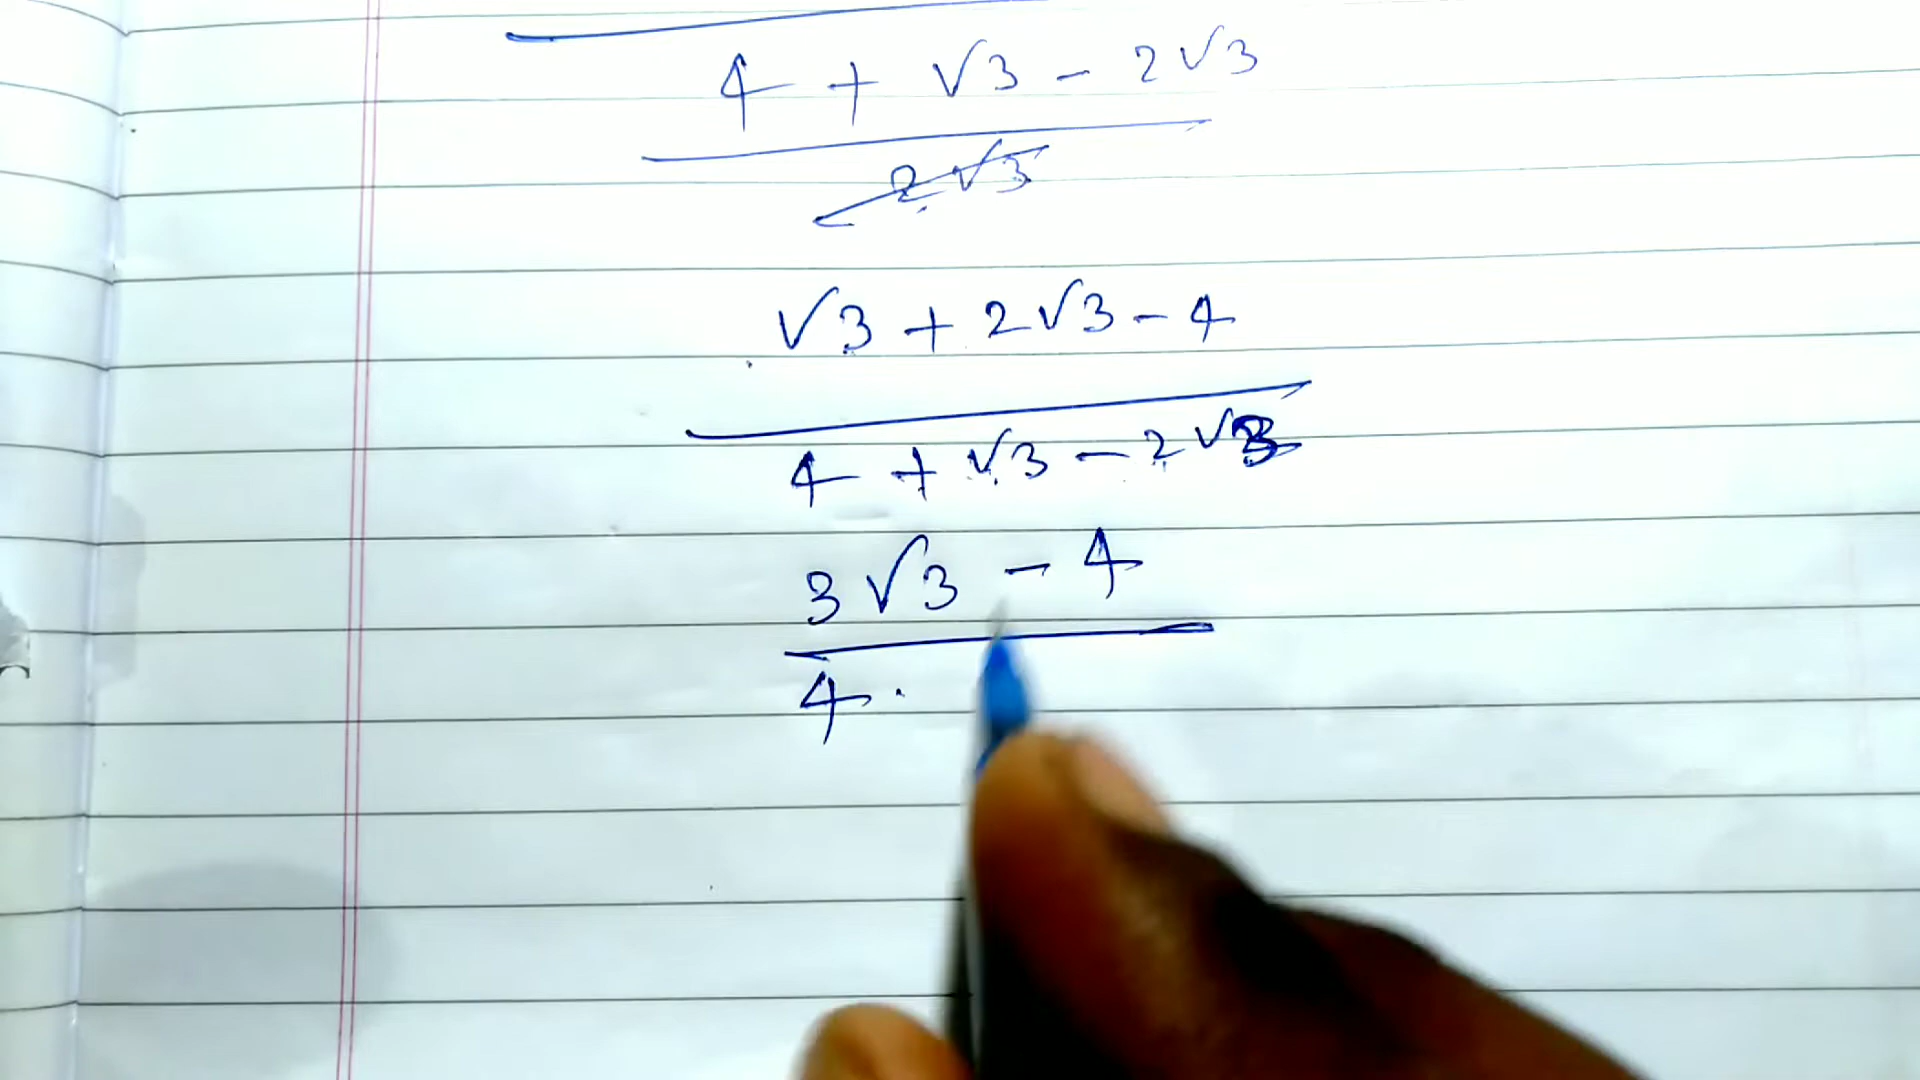 4 + √3 - 2√3
2√3
√3 + 2√3 - 4
4 + √3 - 2√3
3√3 - 4
4